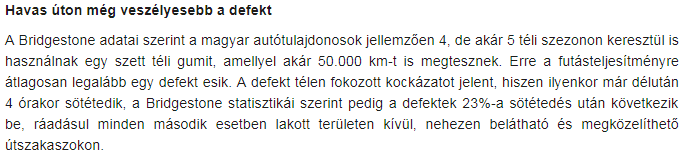 Havas úton még veszélyesebb a defekt
A Bridgestone adatai szerint a magyar autótulajdonosok jellemzően 4, de akár 5 téli szezonon keresztül is
használnak egy szett téli gumit, amellyel akár 50.000 km-t is megtesznek. Erre a futásteljesítményre
átlagosan legalább egy defekt esik. A defekt télen fokozott kockázatot jelent, hiszen ilyenkor már délután
4 órakor sötétedik, a Bridgestone statisztikái szerint pedig a defektek 23%-a sötétedés után következik
be, ráadásul minden második esetben lakott területen kívül, nehezen belátható és megközelíthető
útszakaszokon.